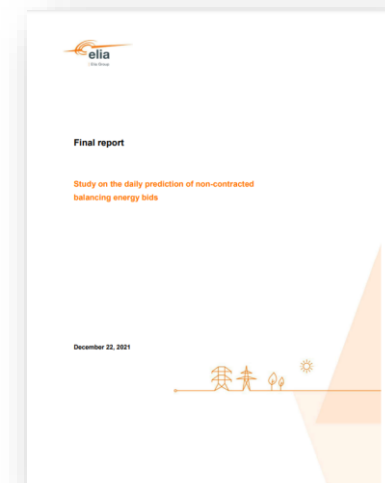 elia
Elia Group
Final report
Study on the daily prediction of non-contracted
balancing energy bids
December 22, 2021